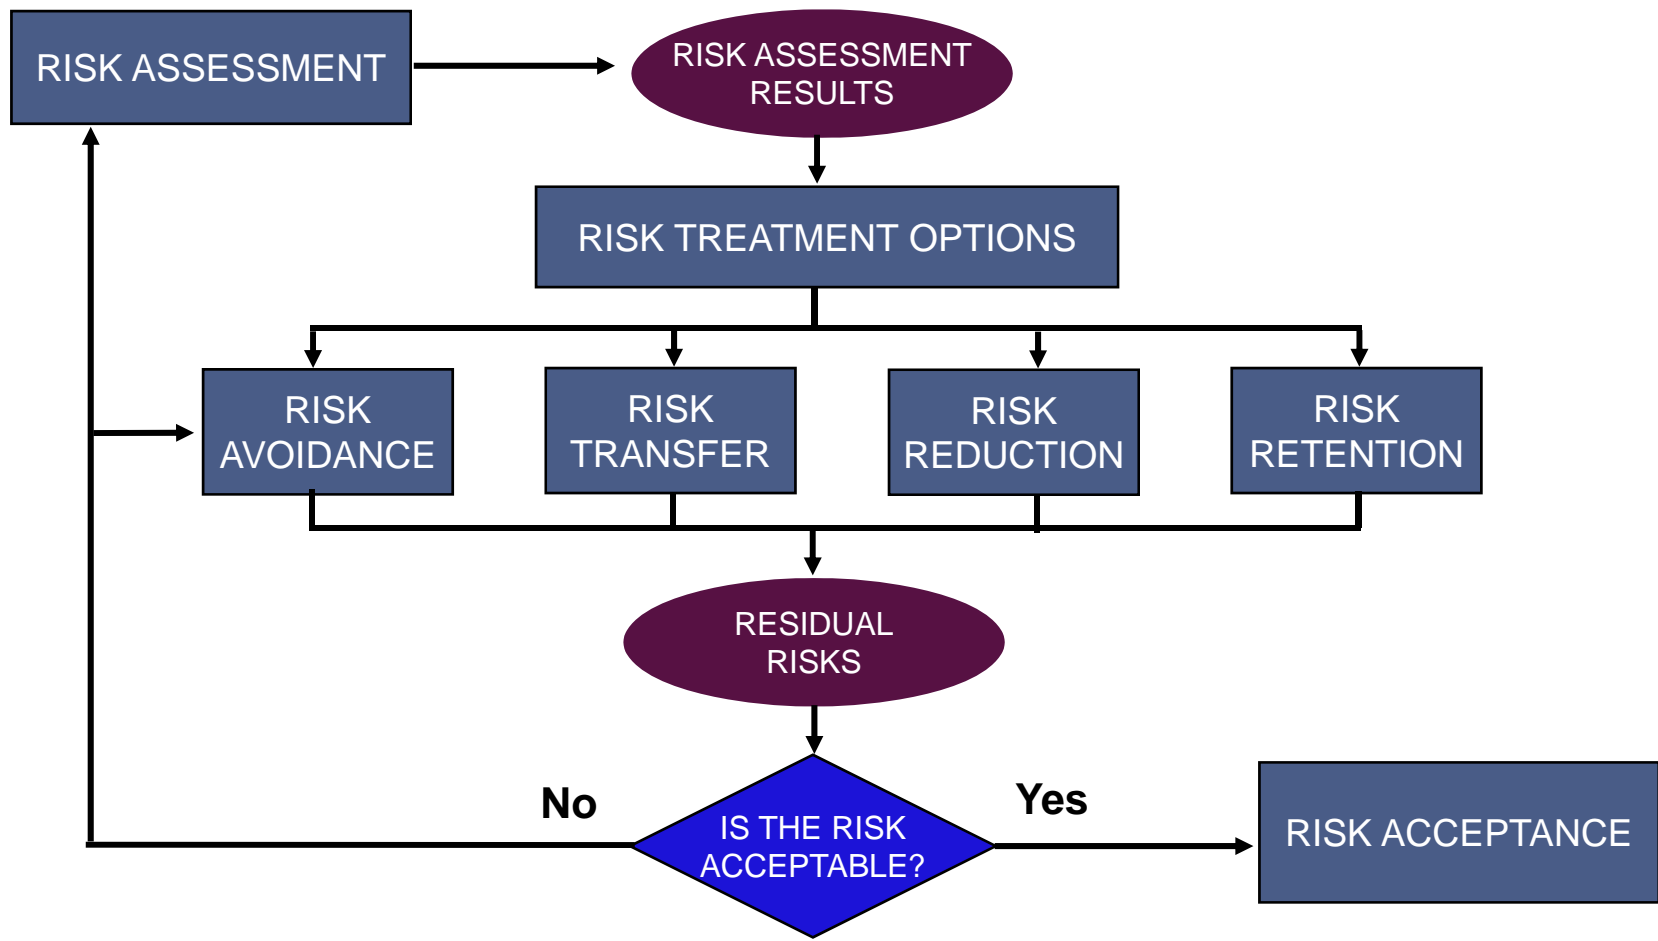 RISK ASSESSMENT
RISK ASSESSMENT
RESULTS
RISK TREATMENT OPTIONS
RISK
AVOIDANCE
RISK
TRANSFER
RISK
REDUCTION
RISK
RETENTION
RESIDUAL
RISKS
No
Yes
IS THE RISK
ACCEPTABLE?
RISK ACCEPTANCE